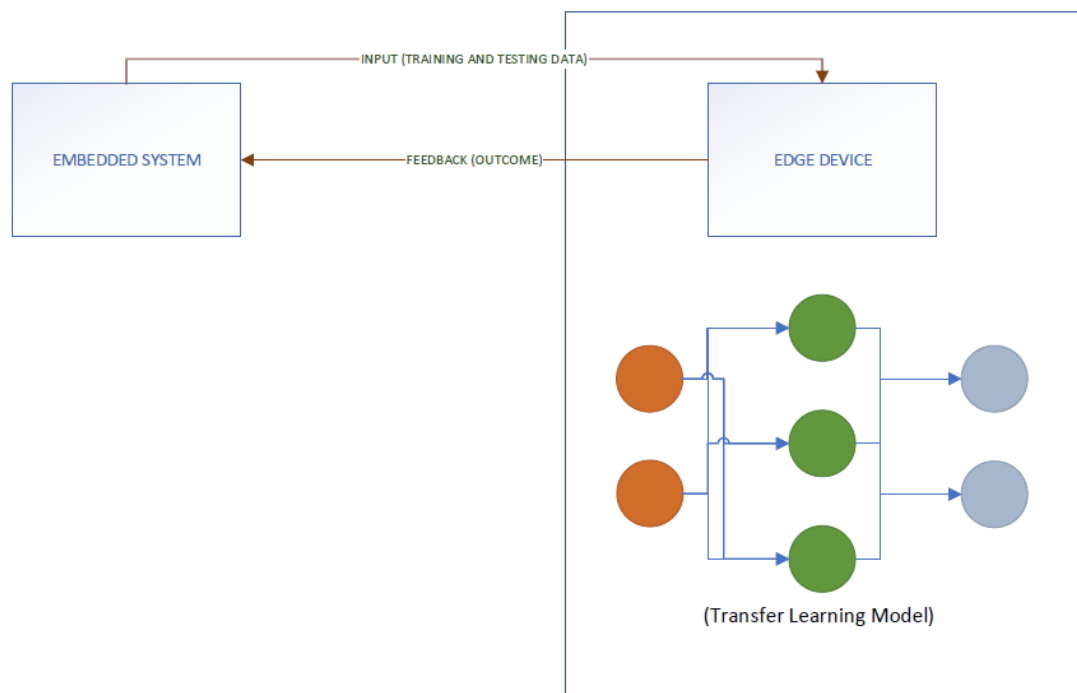 INPUT (TRAINING AND TESTING DATA)
EMBEDDED SYSTEM
FEEDBACK (OUTCOME)
EDGE DEVICE
(Transfer Learning Model)